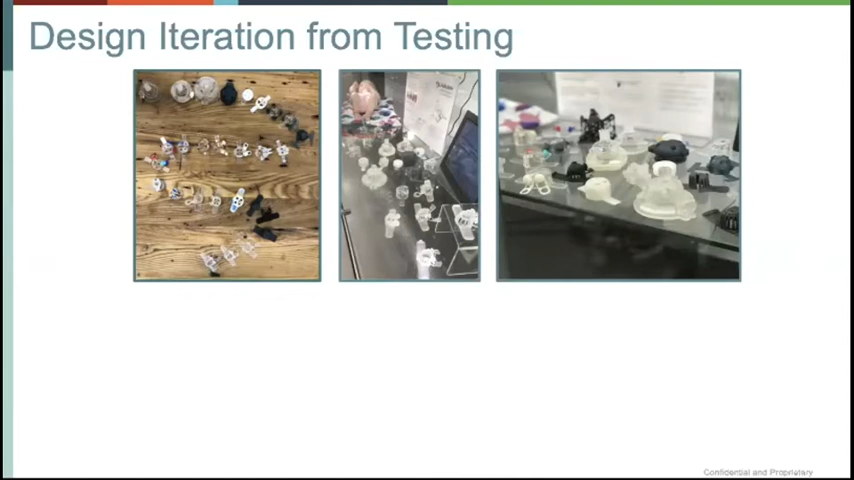 Design Iteration from Testing
Confidential and Proprietary